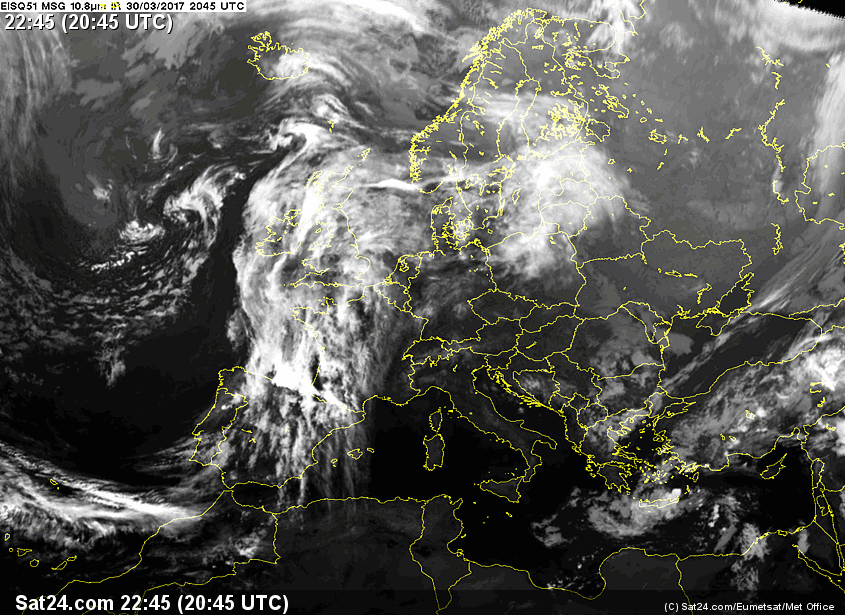 EISQ51 MSG 10.8µm IR 30/03/2017 2045 UTC
22:45 (20:45 UTC)
Sat24.com 22:45 (20:45 UTC)
(C) Sat24.com/Eumetsat/Met Office